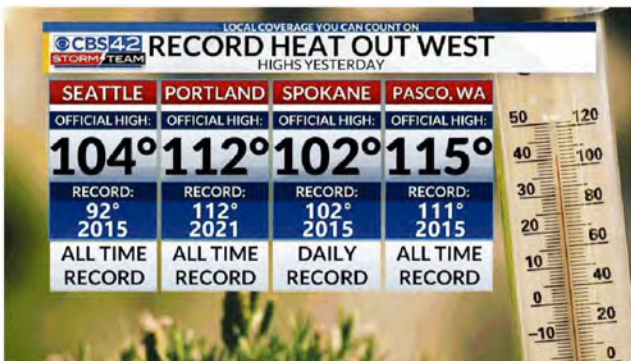 LOCAL COVERAGE YOU CAN COUNT ON
CBS 42
STORM TEAM
RECORD HEAT OUT WEST
HIGHS YESTERDAY
SEATTLE PORTLAND SPOKANE PASCO, WA
OFFICIAL HIGH: OFFICIAL HIGH: OFFICIAL HIGH: OFFICIAL HIGH:
104° 112° 102° 115°
RECORD: RECORD: RECORD: RECORD:
92° 112° 102° 111°
2015 2021 2015 2015
ALL TIME ALL TIME DAILY ALL TIME
RECORD RECORD RECORD RECORD
50 120
40 100
30 80
20 60
10 40
0 20
-10 0